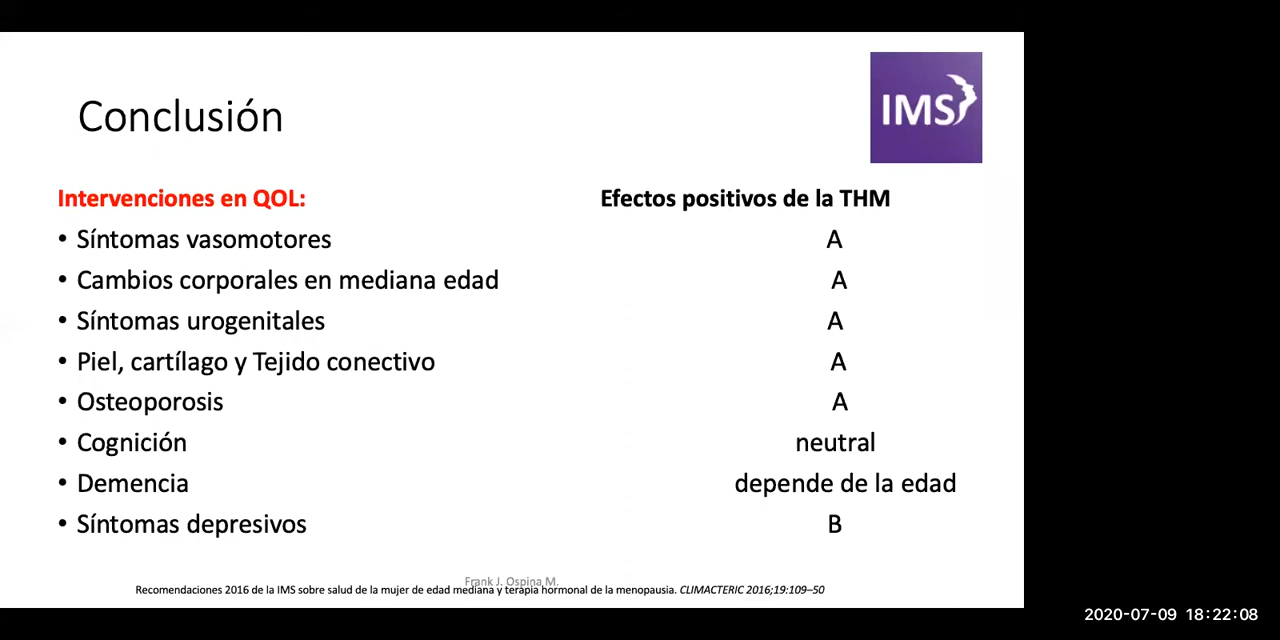 Conclusión
IMS
Intervenciones en QOL: Efectos positivos de la THM
• Síntomas vasomotores A
• Cambios corporales en mediana edad A
• Síntomas urogenitales A
• Piel, cartílago y Tejido conectivo A
• Osteoporosis A
• Cognición neutral
• Demencia depende de la edad
• Síntomas depresivos B
Frank J. Ospina M.
Recomendaciones 2016 de la IMS sobre salud de la mujer de edad mediana y terapia hormonal de la menopausia. CLIMACTERIC 2016;19:109–50
2020-07-09 18:22:08